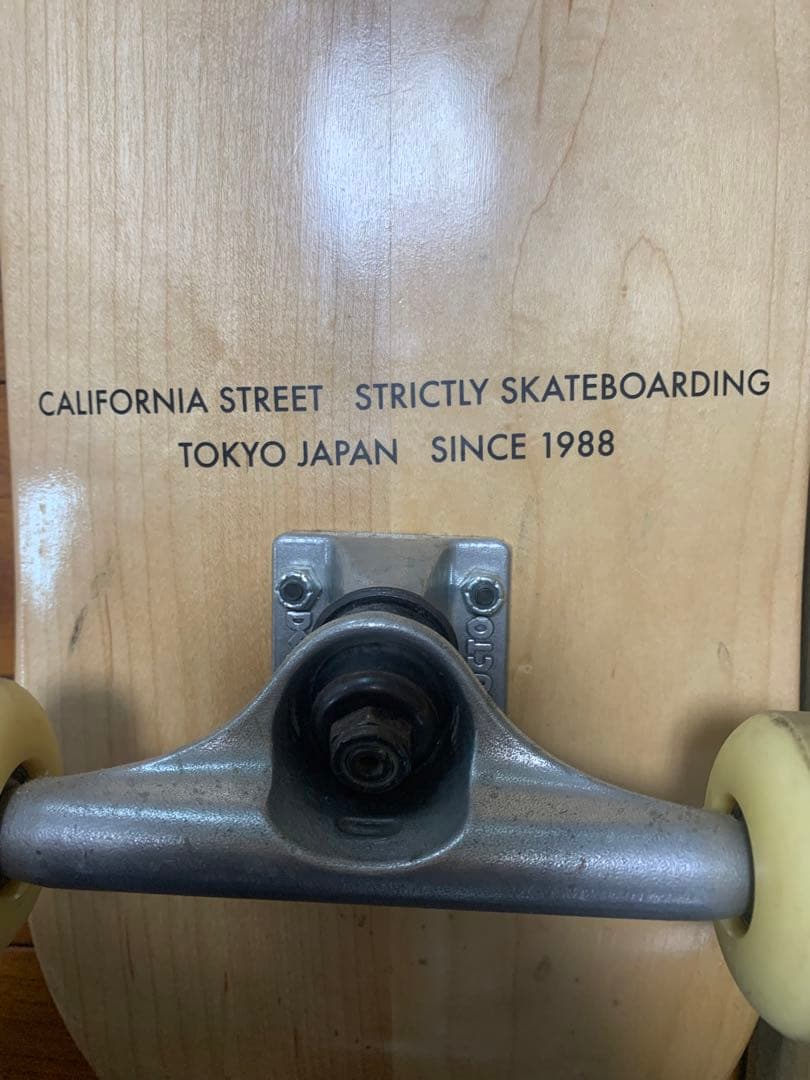 CALIFORNIA STREET STRICTLY SKATEBOARDING
TOKYO JAPAN SINCE 1988